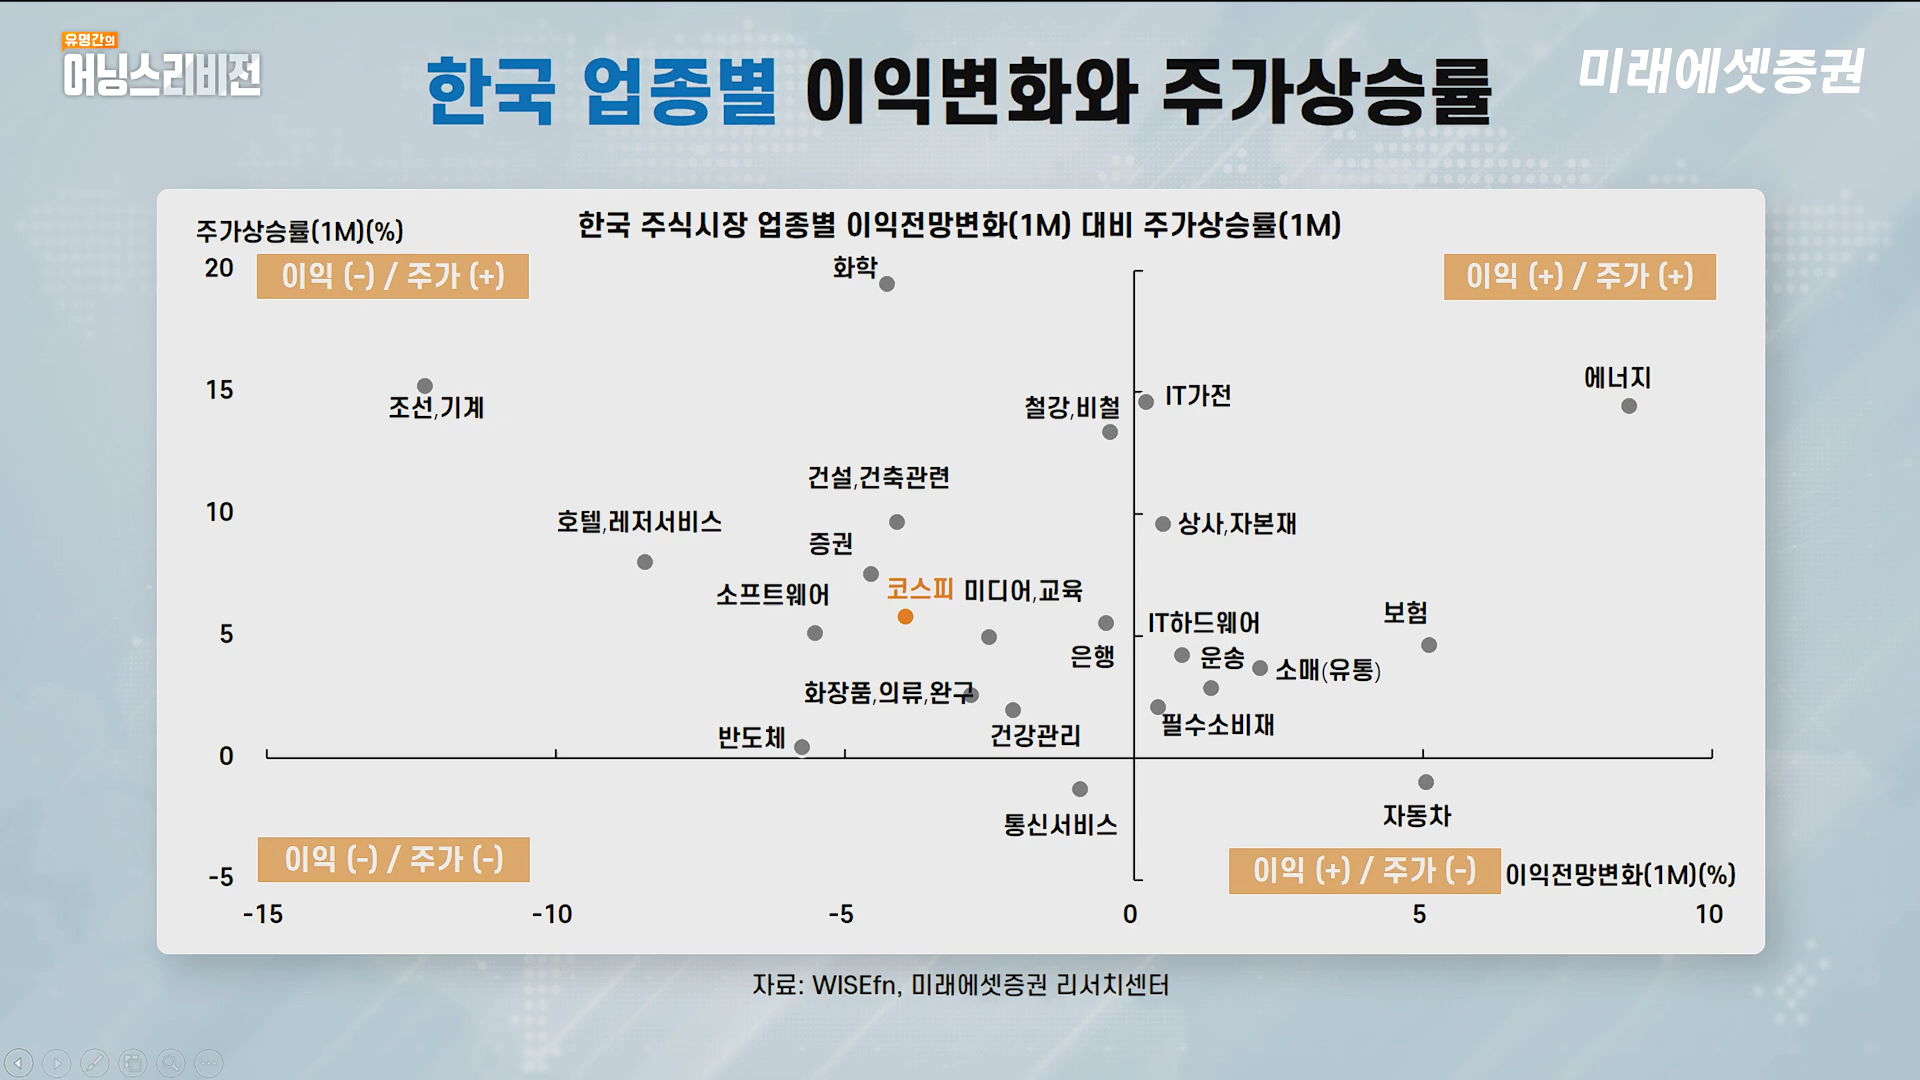 유명간의
어닝스리비전
한국 업종별 이익변화와 주가상승률
미래에셋증권
주가상승률(1M)(%)
한국 주식시장 업종별 이익전망변화(1M) 대비 주가상승률(1M)
이익 (-) / 주가 (+)
이익 (+) / 주가 (+)
20
15
10
5
0
-5
화학
조선,기계
철강,비철
IT가전
에너지
건설,건축관련
호텔,레저서비스
증권
상사,자본재
소프트웨어
코스피
미디어,교육
IT하드웨어
보험
은행
운송
소매(유통)
화장품,의류,완구
반도체
건강관리
필수소비재
통신서비스
자동차
이익 (-) / 주가 (-)
이익 (+) / 주가 (-)
이익전망변화(1M)(%)
-15
-10
-5
0
5
10
자료: WISEfn, 미래에셋증권 리서치센터